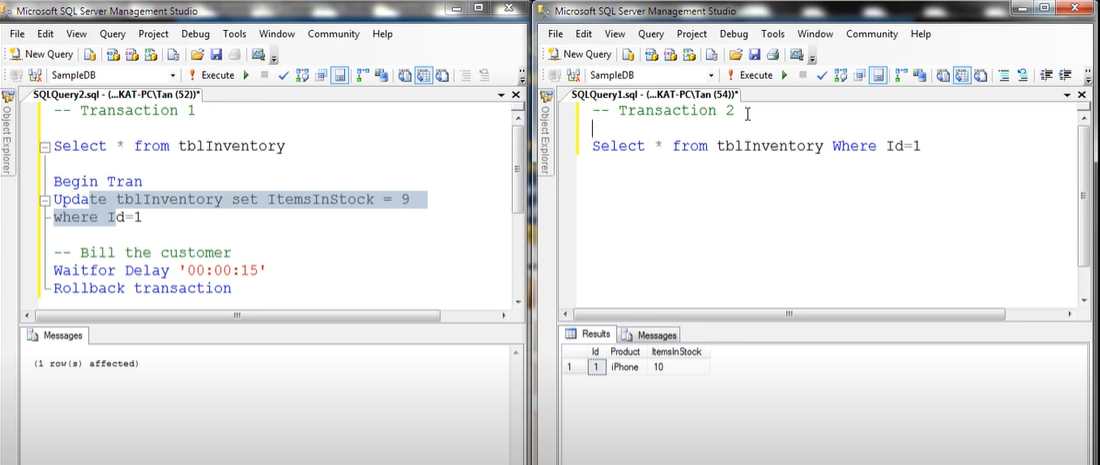 Microsoft SQL Server Management Studio
File Edit View Query Project Debug Tools Window Community Help
New Query
SampleDB Execute
SQLQuery2.sql - (...KAT-PC\Tan (52))*
Object Explorer
-- Transaction 1
Select * from tblInventory
Begin Tran
Update tblInventory set ItemsInStock = 9
where Id=1
-- Bill the customer
Waitfor Delay '00:00:15'
Rollback transaction
Messages
(1 row(s) affected)
Microsoft SQL Server Management Studio
File Edit View Query Project Debug Tools Window Community Help
New Query
SampleDB Execute
SQLQuery1.sql - (...KAT-PC\Tan (54))*
Object Explorer
-- Transaction 2
Select * from tblInventory Where Id=1
Results Messages
Id Product ItemsInStock
1 1 iPhone 10